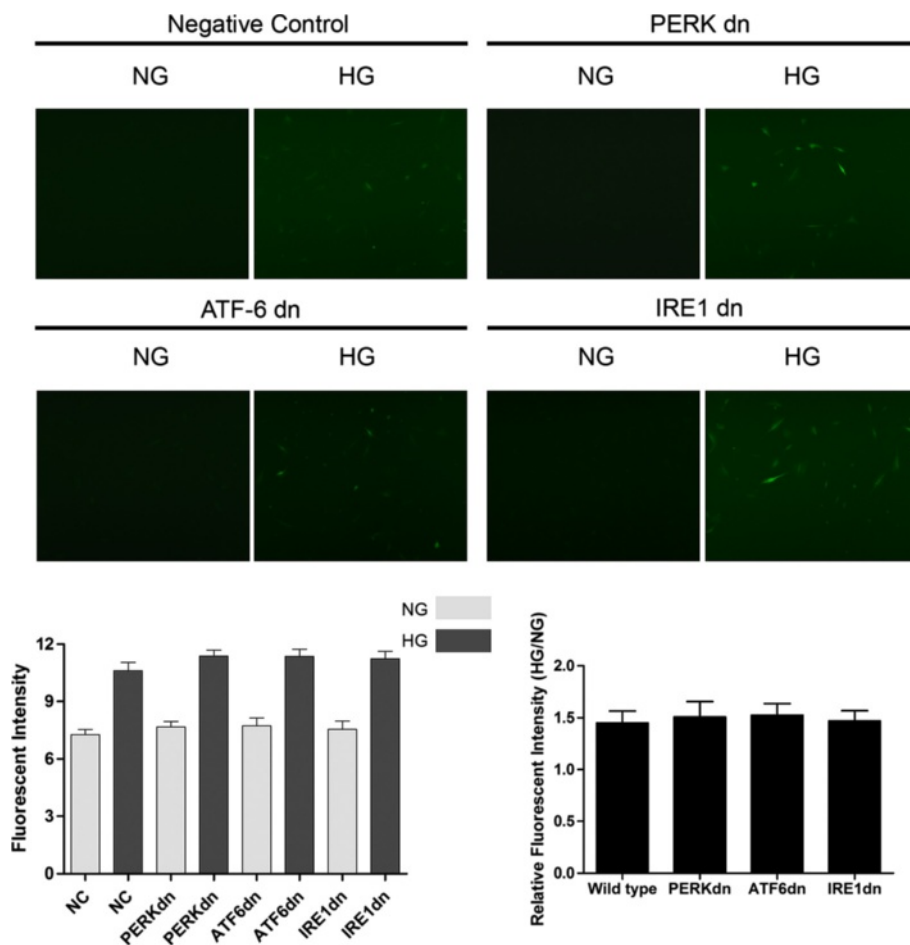 Negative Control
PERK dn
NG HG NG HG
ATF-6 dn
IRE1 dn
NG HG NG HG
NG
HG
Fluorescent Intensity
12
9
6
3
0
NC NC PERKdn PERKdn ATF6dn ATF6dn IRE1dn IRE1dn
Relative Fluorescent Intensity (HG/NG)
2.0
1.5
1.0
0.5
0.0
Wild type PERKdn ATF6dn IRE1dn